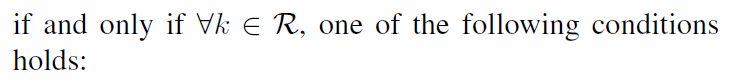 if and only if ∀k ∈ ℛ, one of the following conditions
holds: